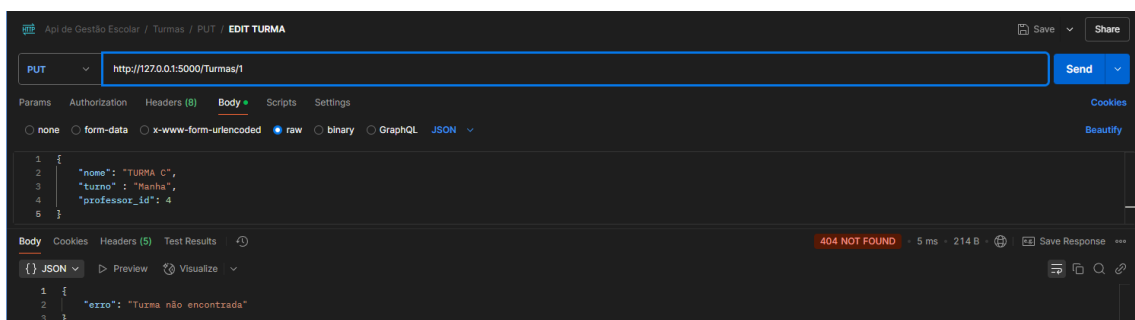 HTTP Api de Gestão Escolar / Turmas / PUT / EDIT TURMA Save Share
PUT http://127.0.0.1:5000/Turmas/1 Send
Params Authorization Headers (8) Body Scripts Settings Cookies
none form-data x-www-form-urlencoded raw binary GraphQL JSON Beautify
1 {
2 "nome": "TURMA C",
3 "turno" : "Manha",
4 "professor_id": 4
5 }
Body Cookies Headers (5) Test Results 404 NOT FOUND 5 ms 214 B Save Response
{} JSON Preview Visualize
1 {
2 "erro": "Turma não encontrada"
3 }